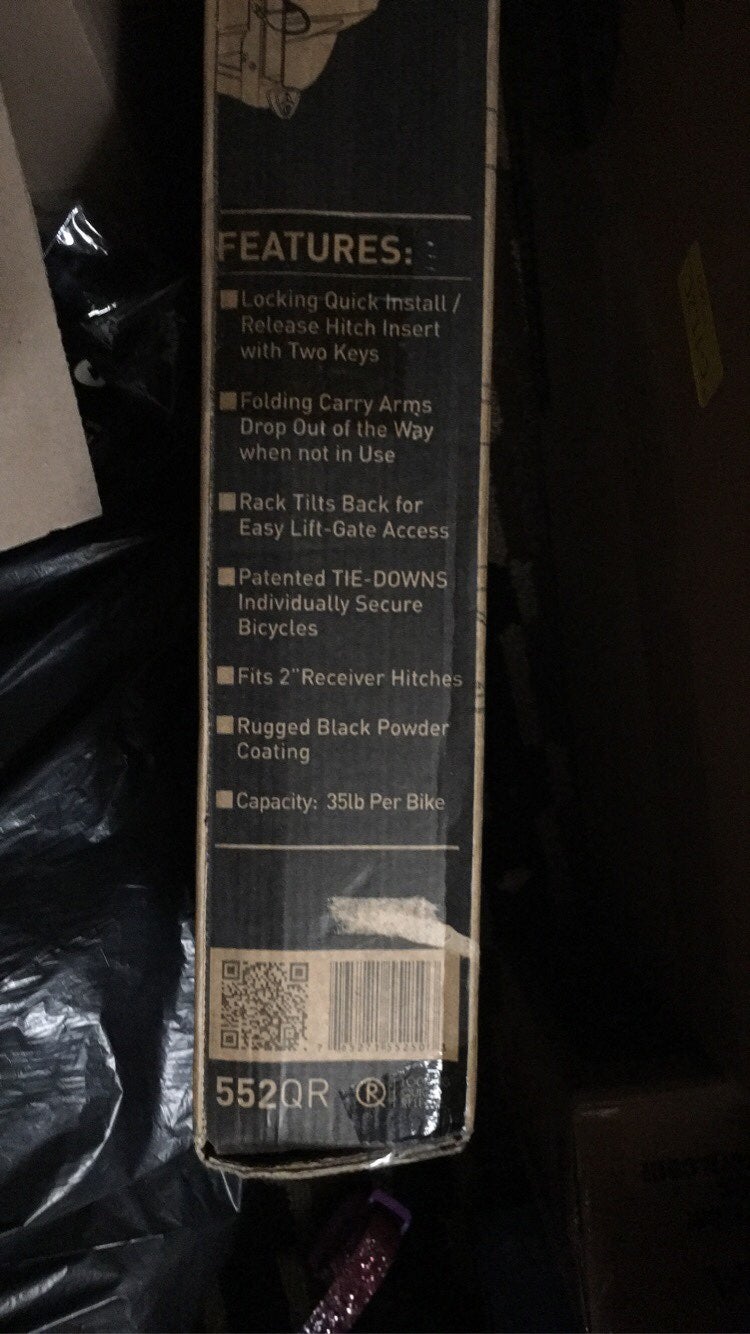 FEATURES:
Locking Quick Install /
Release Hitch Insert
with Two Keys
Folding Carry Arms
Drop Out of the Way
when not in Use
Rack Tilts Back for
Easy Lift-Gate Access
Patented TIE-DOWNS
Individually Secure
Bicycles
Fits 2" Receiver Hitches
Rugged Black Powder
Coating
Capacity: 35lb Per Bike
552QR ®